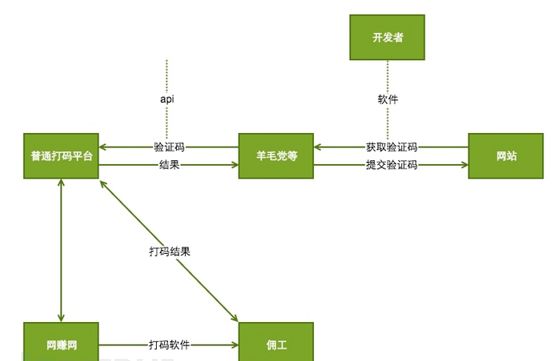 开发者
api
软件
普通打码平台
验证码
结果
羊毛党等
获取验证码
提交验证码
网站
打码结果
网赚网
打码软件
佣工